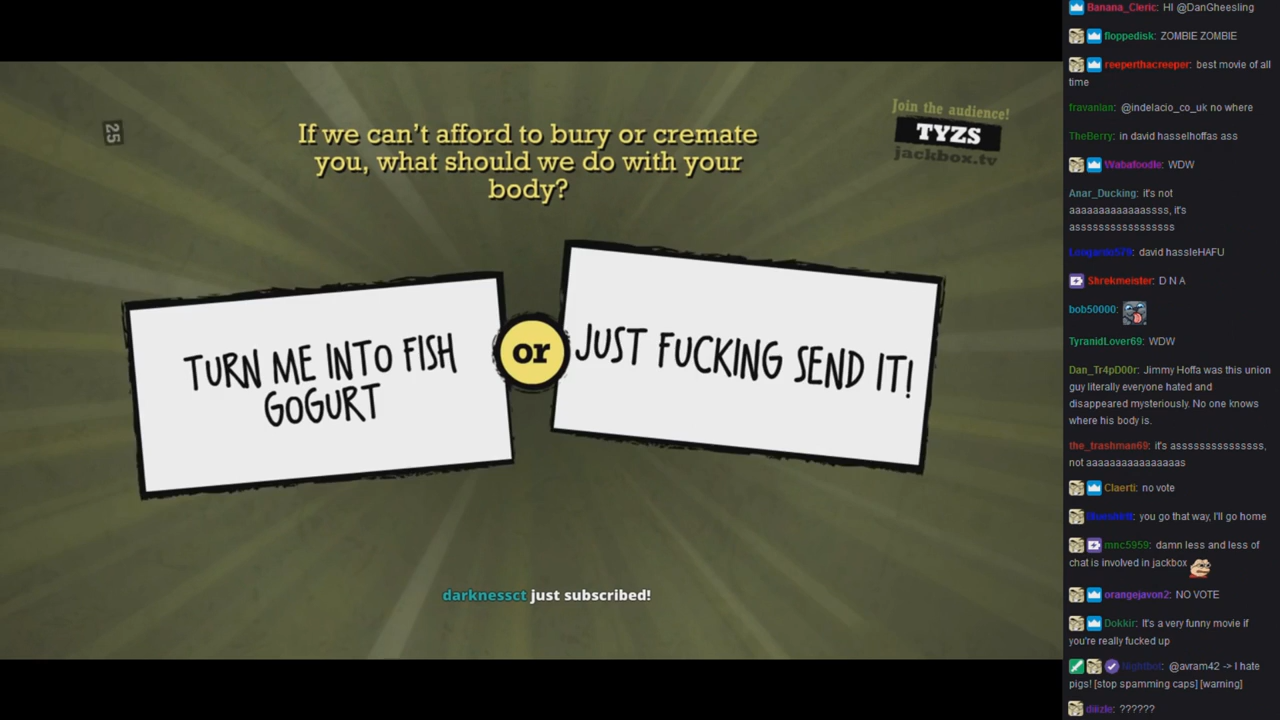 25
If we can't afford to bury or cremate
you, what should we do with your
body?
Join the audience!
TYZS
jackbox.tv
TURN ME INTO FISH
GOGURT
or
JUST FUCKING SEND IT!
darknessct just subscribed!
Banana_Cleric: HI @DanGheesling
floppedisk: ZOMBIE ZOMBIE
reeperthacreeper: best movie of all
time
fravanian: @indelacio_co_uk no where
TheBerry: in david hasselhoffas ass
Wabafoodle: WDW
Anar_Ducking: it's not
aaaaaaaaaaaaassss, it's
assssssssssssssssss
david hassleHAFU
Shrekmeister: D N A
bob50000:
TyranidLover69: WDW
Dan_Tr4pD00r: Jimmy Hoffa was this union
guy literally everyone hated and
disappeared mysteriously. No one knows
where his body is.
the_trashman69: it's asssssssssssssss,
not aaaaaaaaaaaaaaas
Claerti: no vote
you go that way, I'll go home
mnc5959: damn less and less of
chat is involved in jackbox
orangejavon2: NO VOTE
Dokkir: It's a very funny movie if
you're really fucked up
Nightbot: @avram42 -> I hate
pigs! [stop spamming caps] [warning]
??????